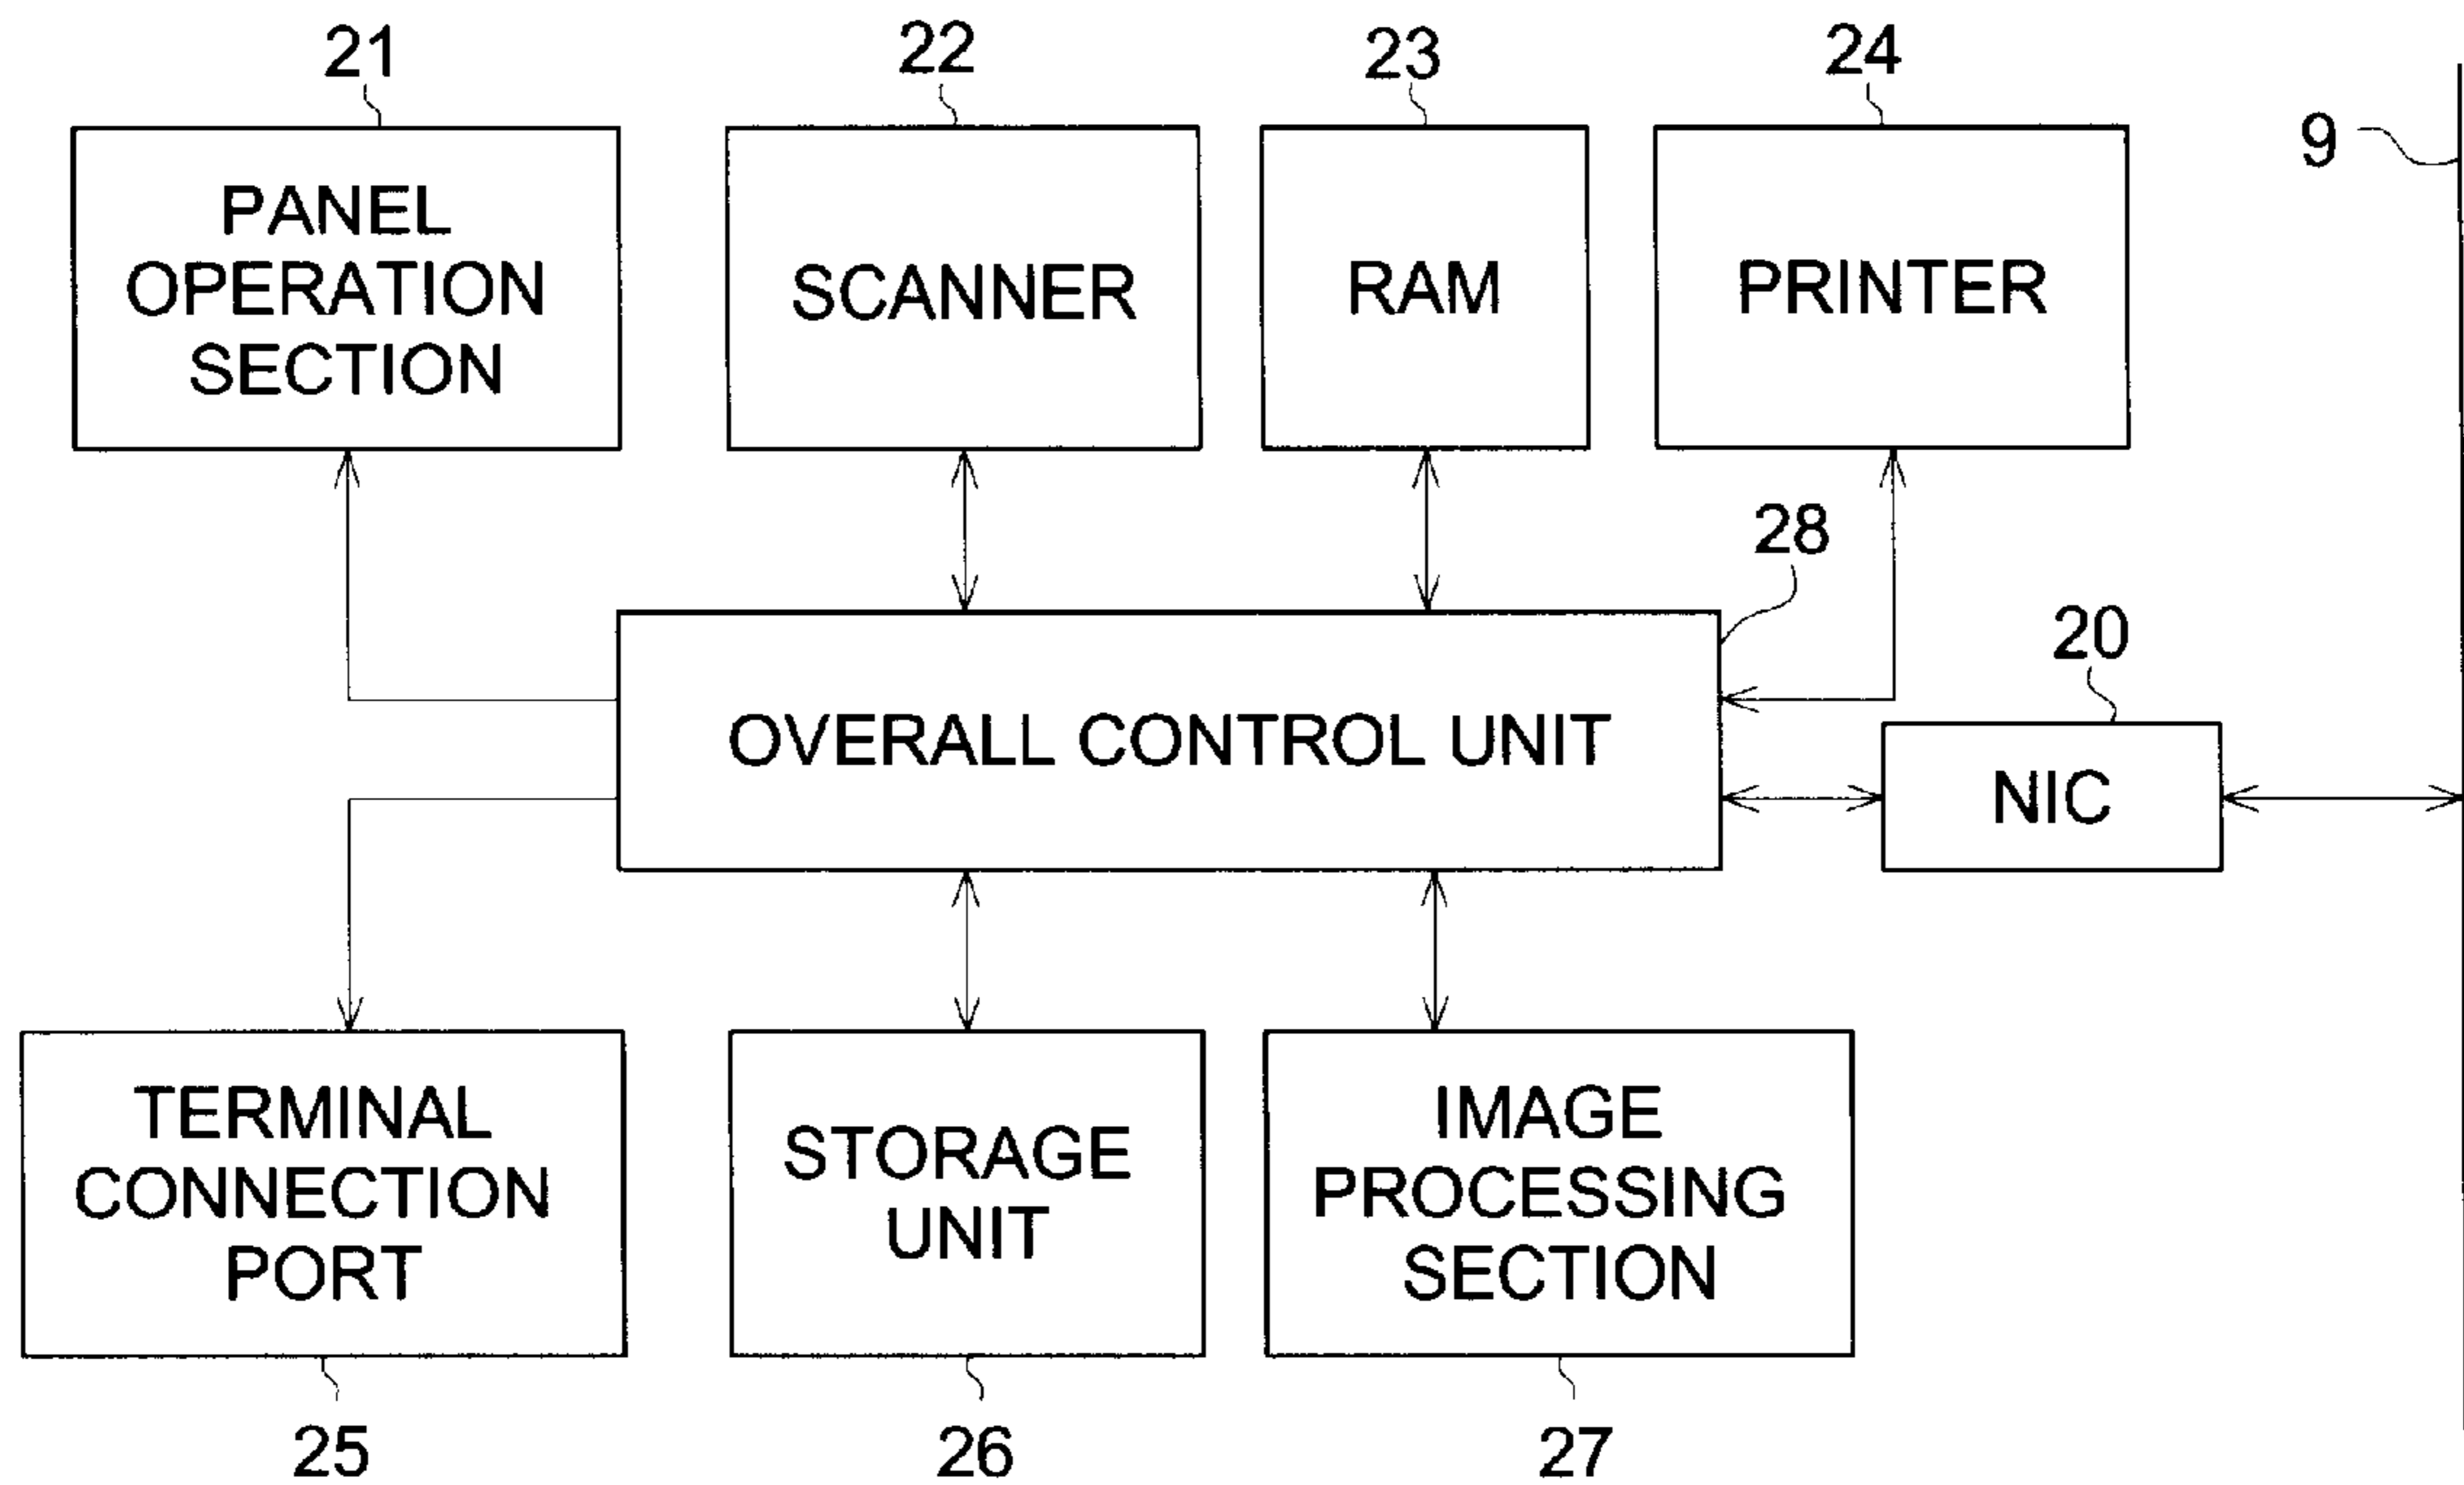 21
22
23
24
9
PANEL
OPERATION
SECTION
SCANNER
RAM
PRINTER
28
20
OVERALL CONTROL UNIT
NIC
TERMINAL
CONNECTION
PORT
STORAGE
UNIT
IMAGE
PROCESSING
SECTION
25
26
27